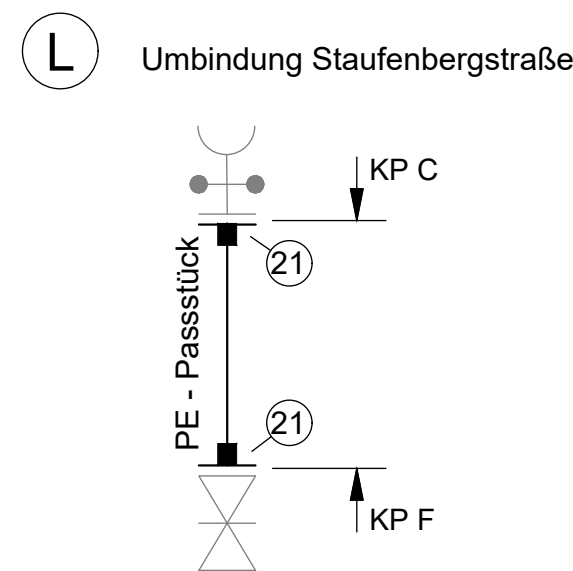 L
Umbindung Staufenbergstraße
KP C
21
PE - Passstück
21
KP F